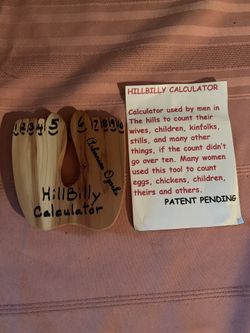 1 2 3 4 5 6 7 8 9 10
Arkansas Ozarks
HillBilly
Calculator
HILLBILLY CALCULATOR
Calculator used by men in
The hills to count their
wives, children, kinfolks,
stills, and many other
things, if the count didn't
go over ten. Many women
used this tool to count
eggs, chickens, children,
theirs and others.
PATENT PENDING